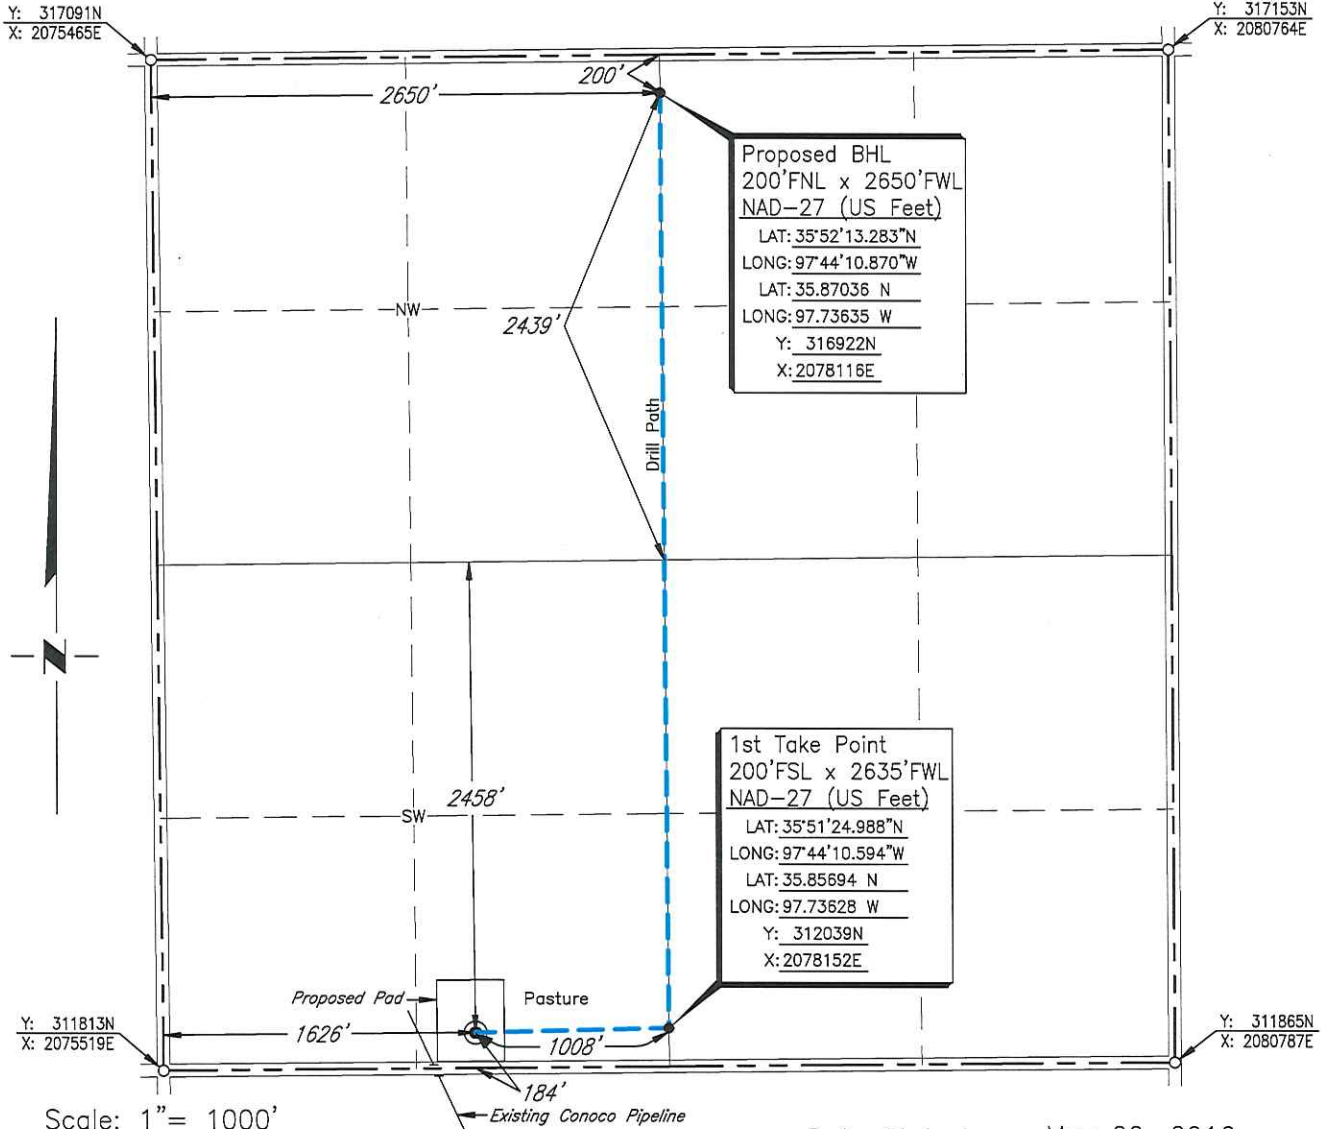 Y: 317091N
X: 2075465E
Y: 317153N
X: 2080764E
200'
2650'
Proposed BHL
200'FNL x 2650'FWL
NAD-27 (US Feet)
LAT: 35°52'13.283"N
LONG: 97°44'10.870"W
LAT: 35.87036 N
LONG: 97.73635 W
Y: 316922N
X: 2078116E
NW
2439'
Drill Path
N
1st Take Point
200'FSL x 2635'FWL
NAD-27 (US Feet)
LAT: 35°51'24.988"N
LONG: 97°44'10.594"W
LAT: 35.85694 N
LONG: 97.73628 W
Y: 312039N
X: 2078152E
2458'
SW
Proposed Pad
Pasture
Y: 311813N
X: 2075519E
1626'
1008'
Y: 311865N
X: 2080787E
184'
Scale: 1"= 1000'
Existing Conoco Pipeline